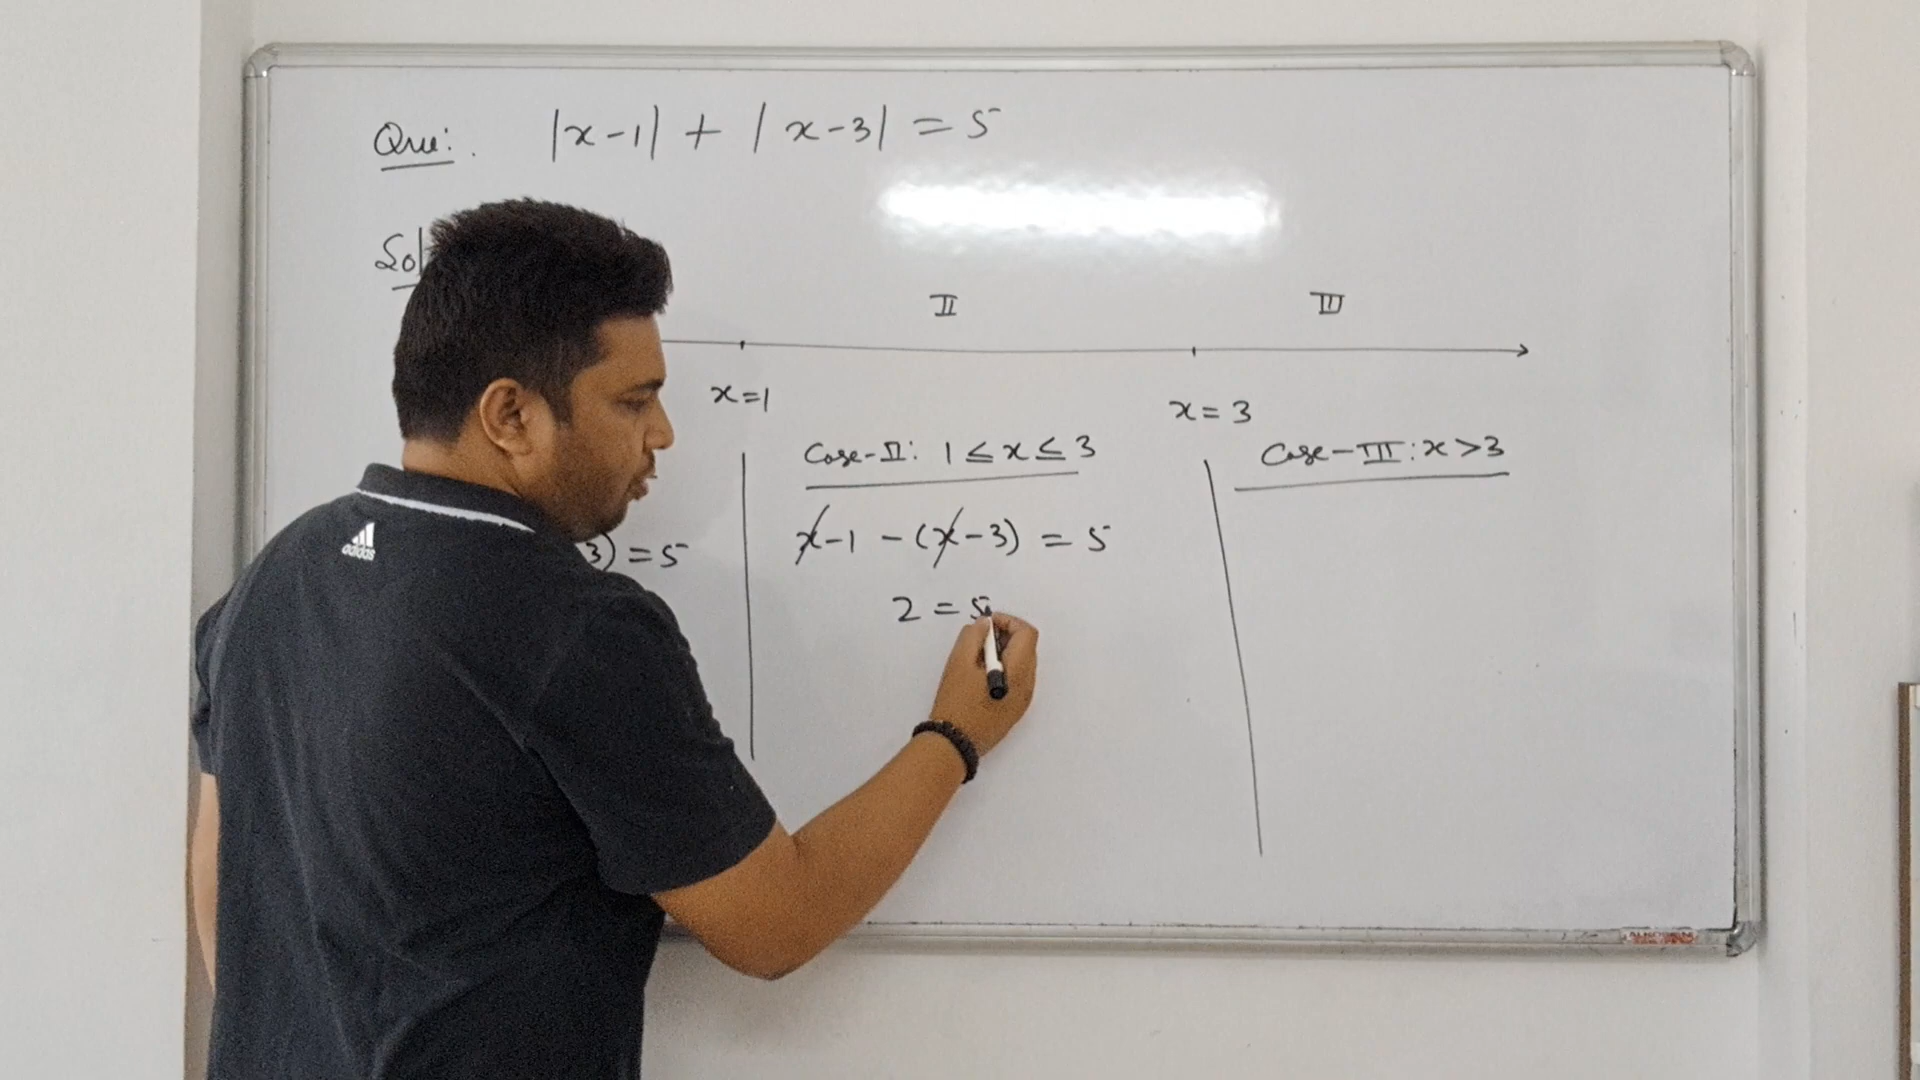 Que: |x-1| + |x-3| = 5
Sol
II III
x=1 x=3
Case-II: 1≤x≤3
x-1 -(x-3) = 5
2 = 5
Case-III: x>3
3) = 5
adidas